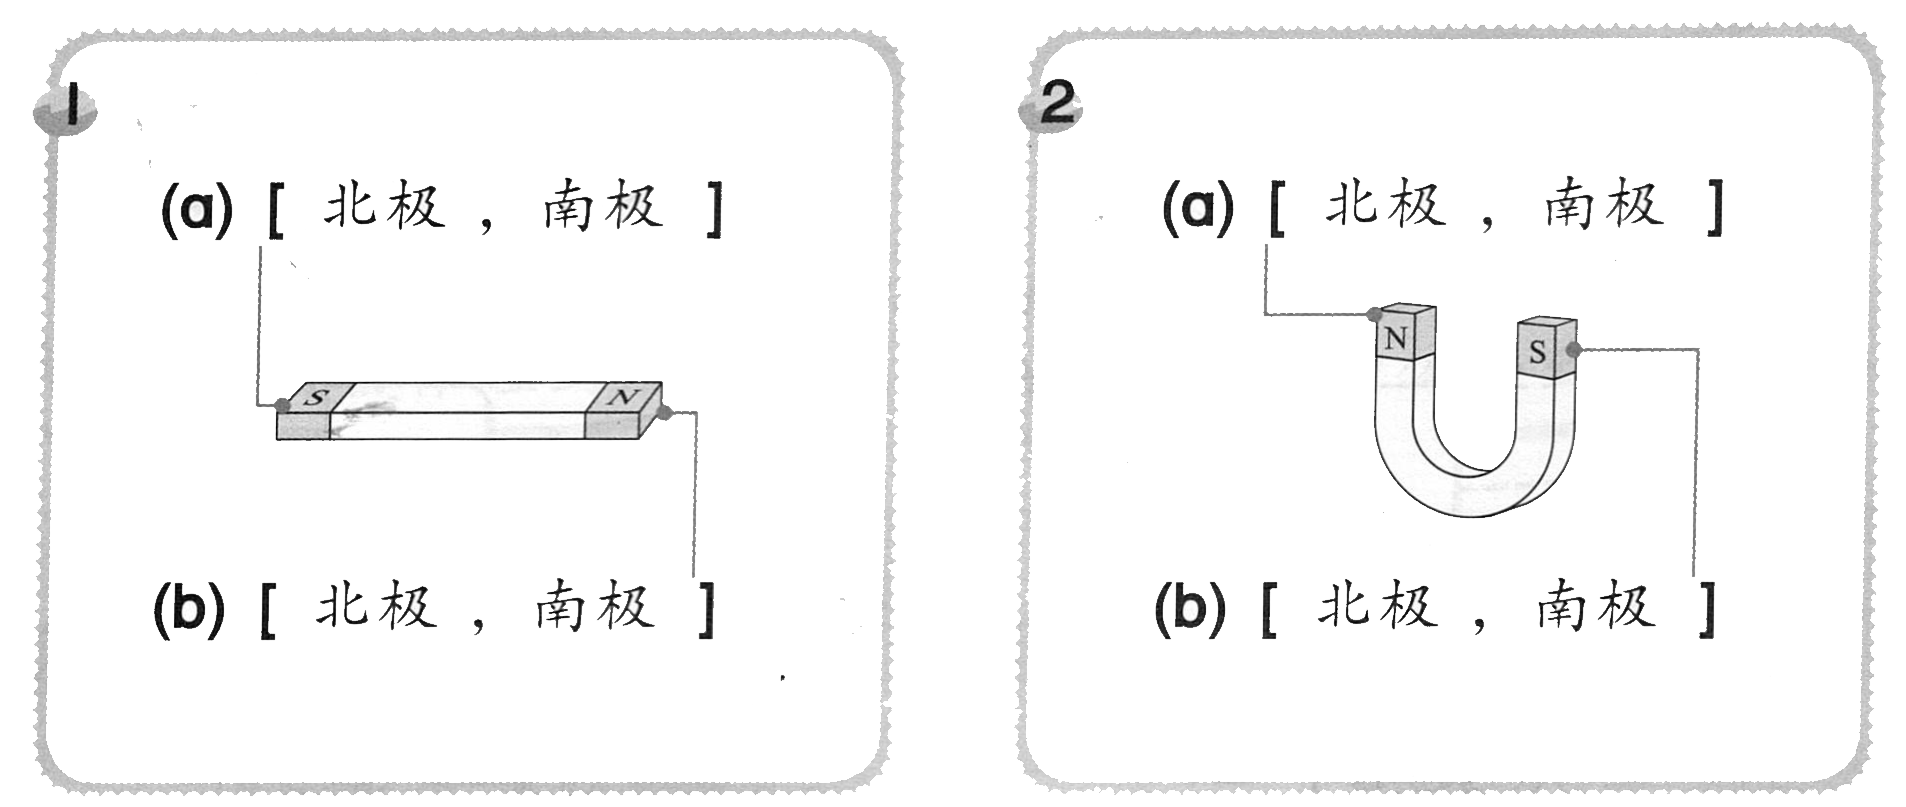 1
(a) [ 北极 , 南极 ]
S N
(b) [ 北极 , 南极 ]
2
(a) [ 北极 , 南极 ]
N S
(b) [ 北极 , 南极 ]